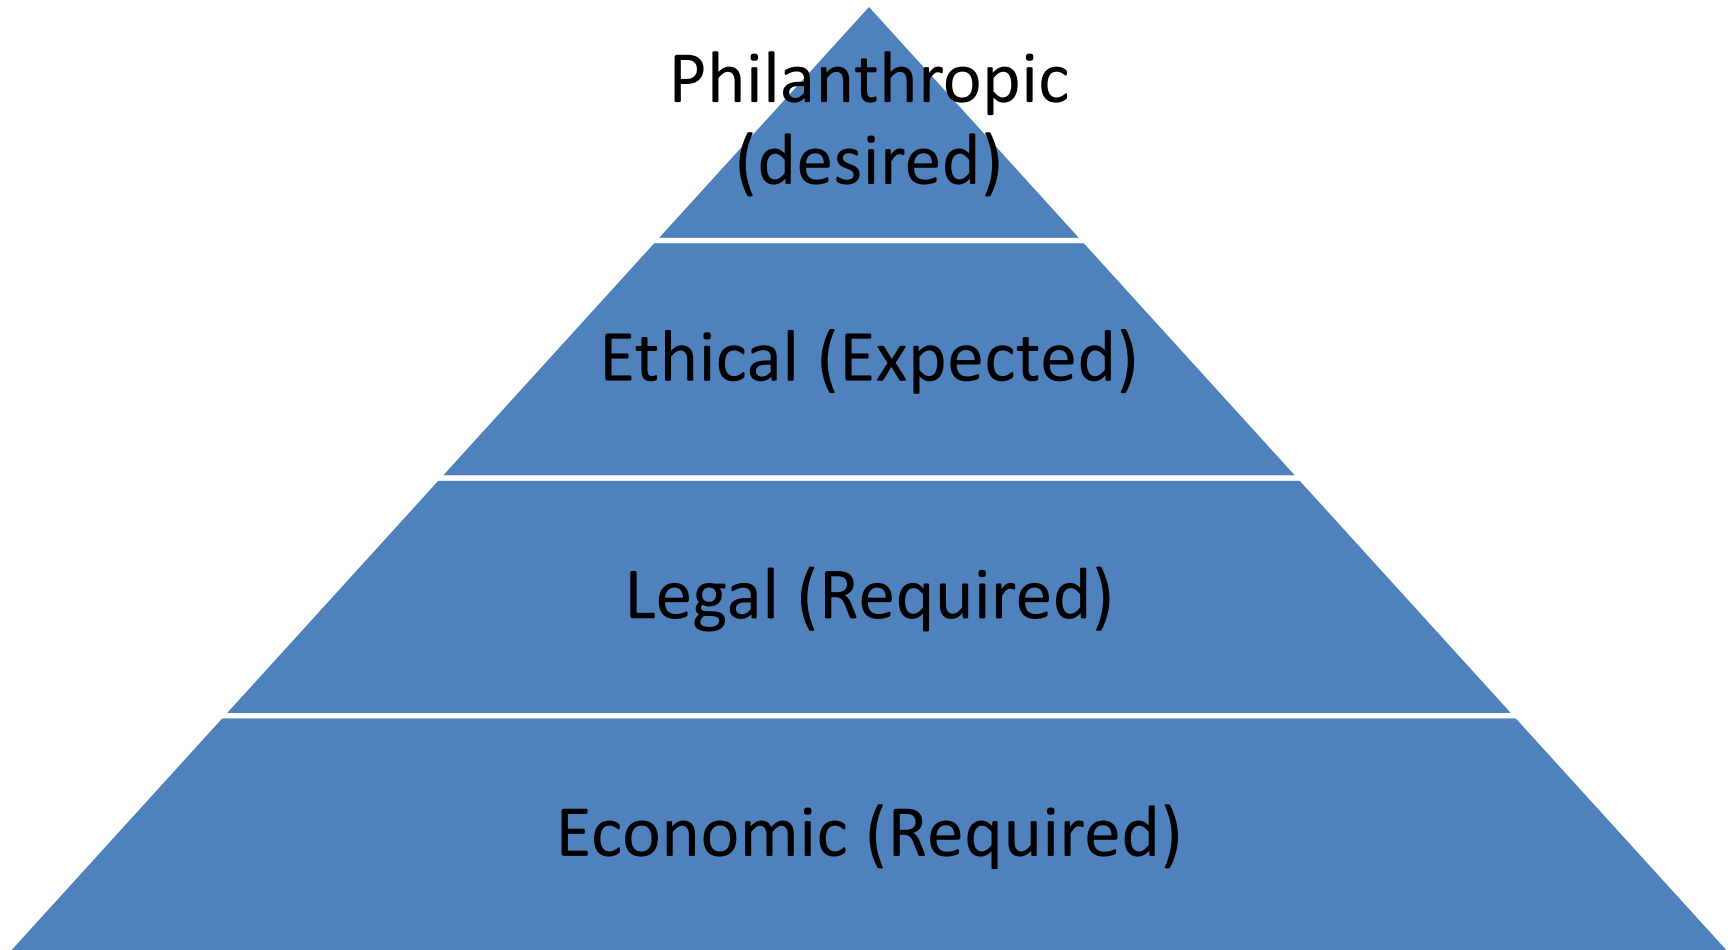 Philanthropic
(desired)
Ethical (Expected)
Legal (Required)
Economic (Required)